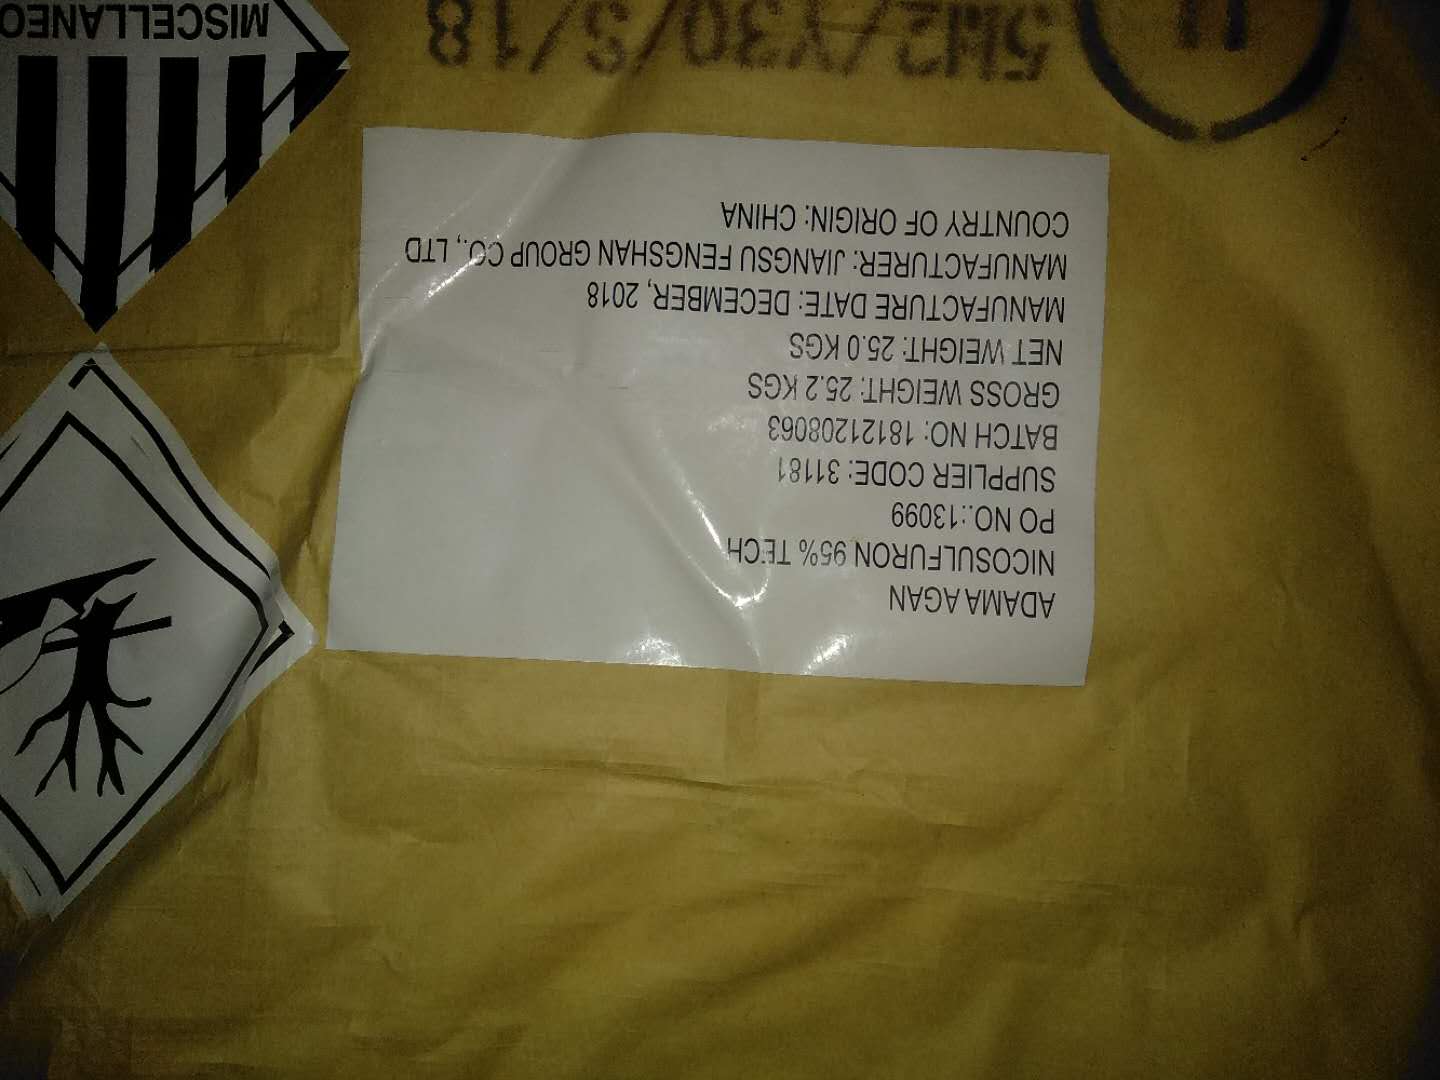 ADAMA AGAN
NICOSULFURON 95% TECH
PO NO.:13099
SUPPLIER CODE: 31181
BATCH NO: 18121208063
GROSS WEIGHT: 25.2 KGS
NET WEIGHT: 25.0 KGS
MANUFACTURE DATE: DECEMBER, 2018
MANUFACTURER: JIANGSU FENGSHAN GROUP CO., LTD
COUNTRY OF ORIGIN: CHINA
5M2/Y30/S/18
MISCELLANEO